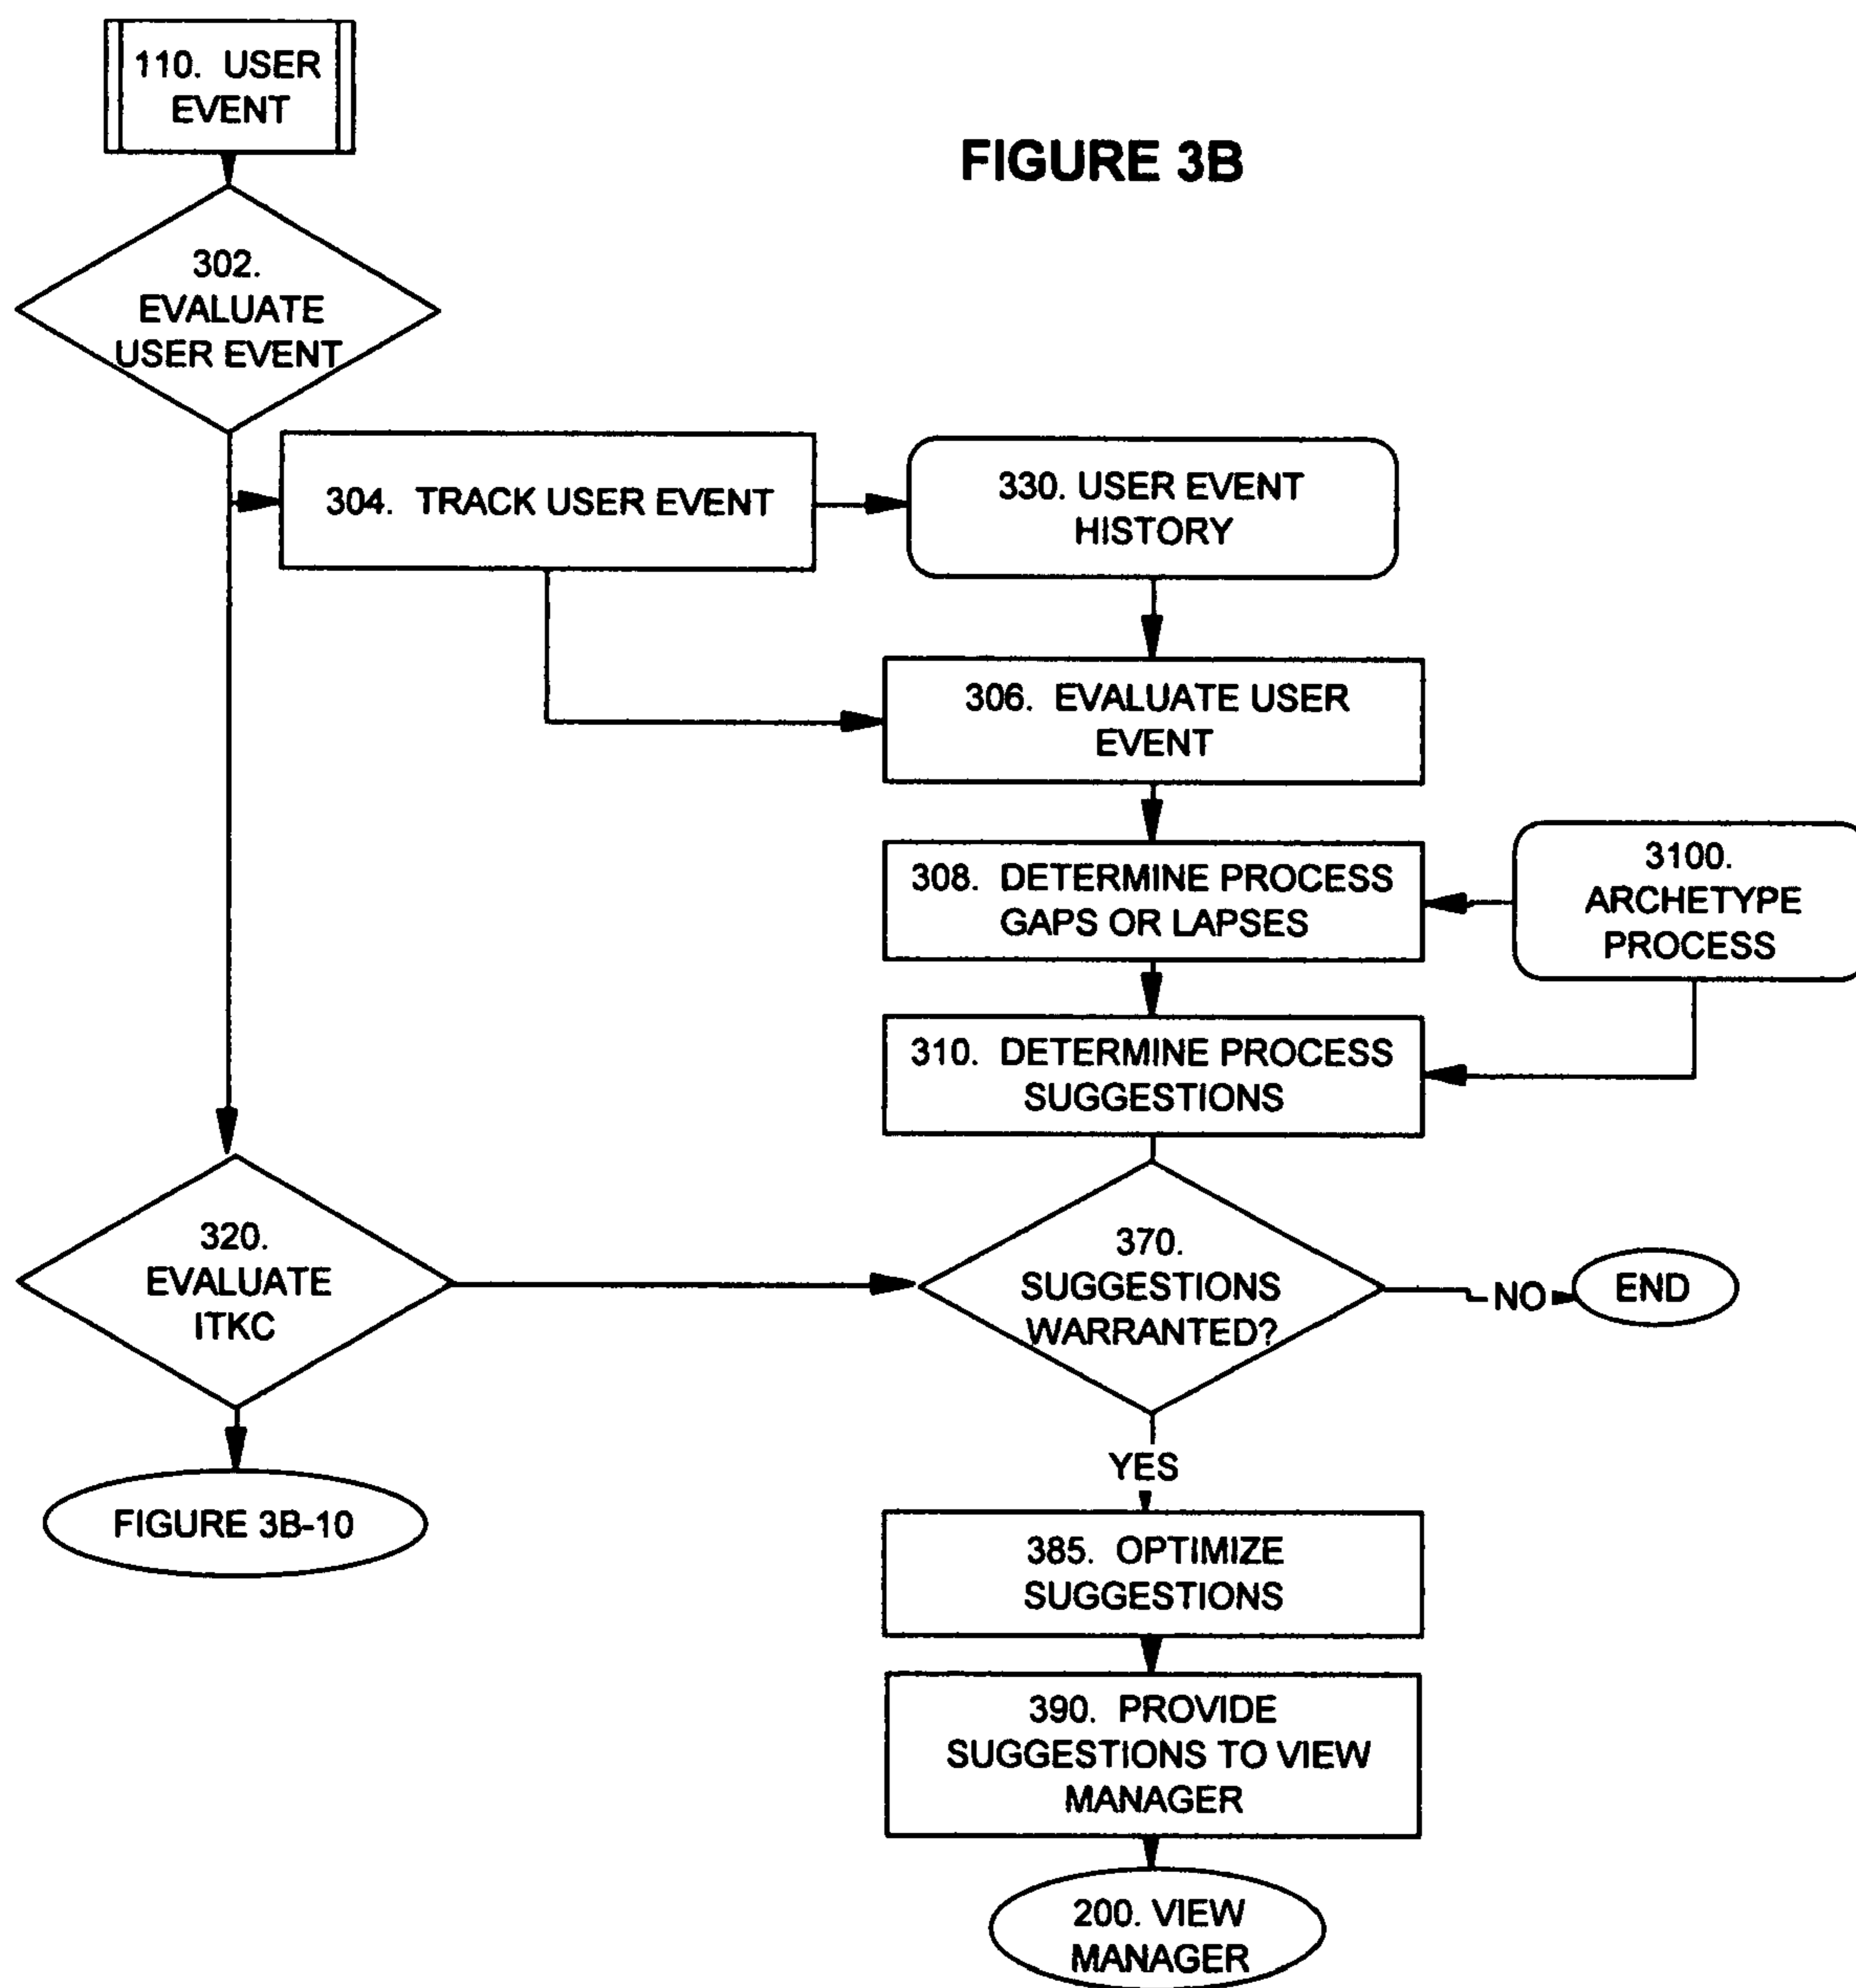 110. USER
EVENT
FIGURE 3B
302.
EVALUATE
USER EVENT
304. TRACK USER EVENT
330. USER EVENT
HISTORY
306. EVALUATE USER
EVENT
308. DETERMINE PROCESS
GAPS OR LAPSES
3100.
ARCHETYPE
PROCESS
310. DETERMINE PROCESS
SUGGESTIONS
320.
EVALUATE
ITKC
370.
SUGGESTIONS
WARRANTED?
NO
END
YES
FIGURE 3B-10
385. OPTIMIZE
SUGGESTIONS
390. PROVIDE
SUGGESTIONS TO VIEW
MANAGER
200. VIEW
MANAGER